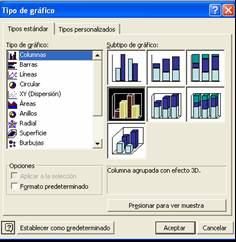 Tipo de gráfico
Tipos estándar Tipos personalizados
Tipo de gráfico: Subtipo de gráfico:
Columnas
Barras
Líneas
Circular
XY (Dispersión)
Áreas
Anillos
Radial
Superficie
Burbujas
Opciones
Aplicar a la selección
Formato predeterminado
Columna agrupada con efecto 3D.
Presionar para ver muestra
Establecer como predeterminado Aceptar Cancelar